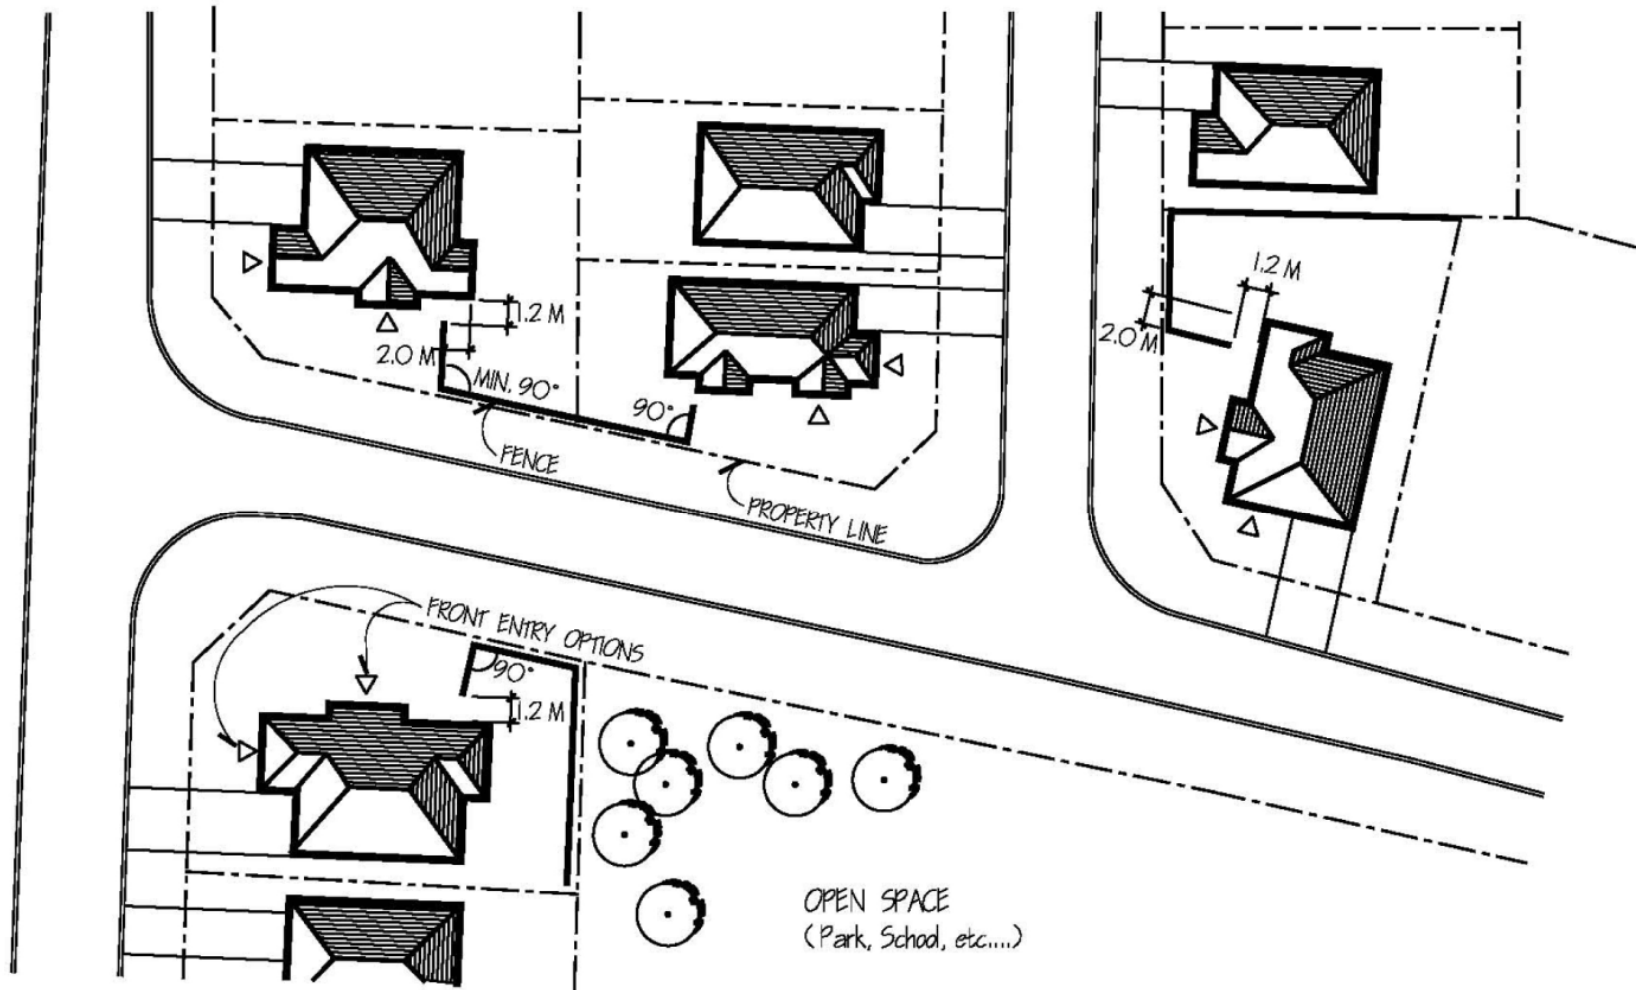 1.2 M
1.2 M
2.0 M
2.0 M
MIN. 90°
90°
FENCE
PROPERTY LINE
FRONT ENTRY OPTIONS
90°
1.2 M
OPEN SPACE
(Park, School, etc....)